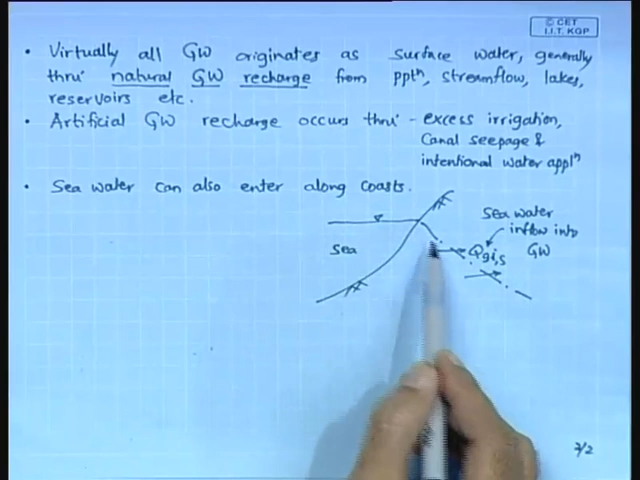 © CET
I.I.T. KGP
• Virtually all GW originates as surface water, generally
thru' natural GW recharge from pptⁿ, streamflow, lakes,
reservoirs etc.
• Artificial GW recharge occurs thru' - excess irrigation,
Canal seepage &
intentional water applⁿ
• Sea water can also enter along coasts.
Sea water
inflow into
Sea Qgi,s GW
7/2